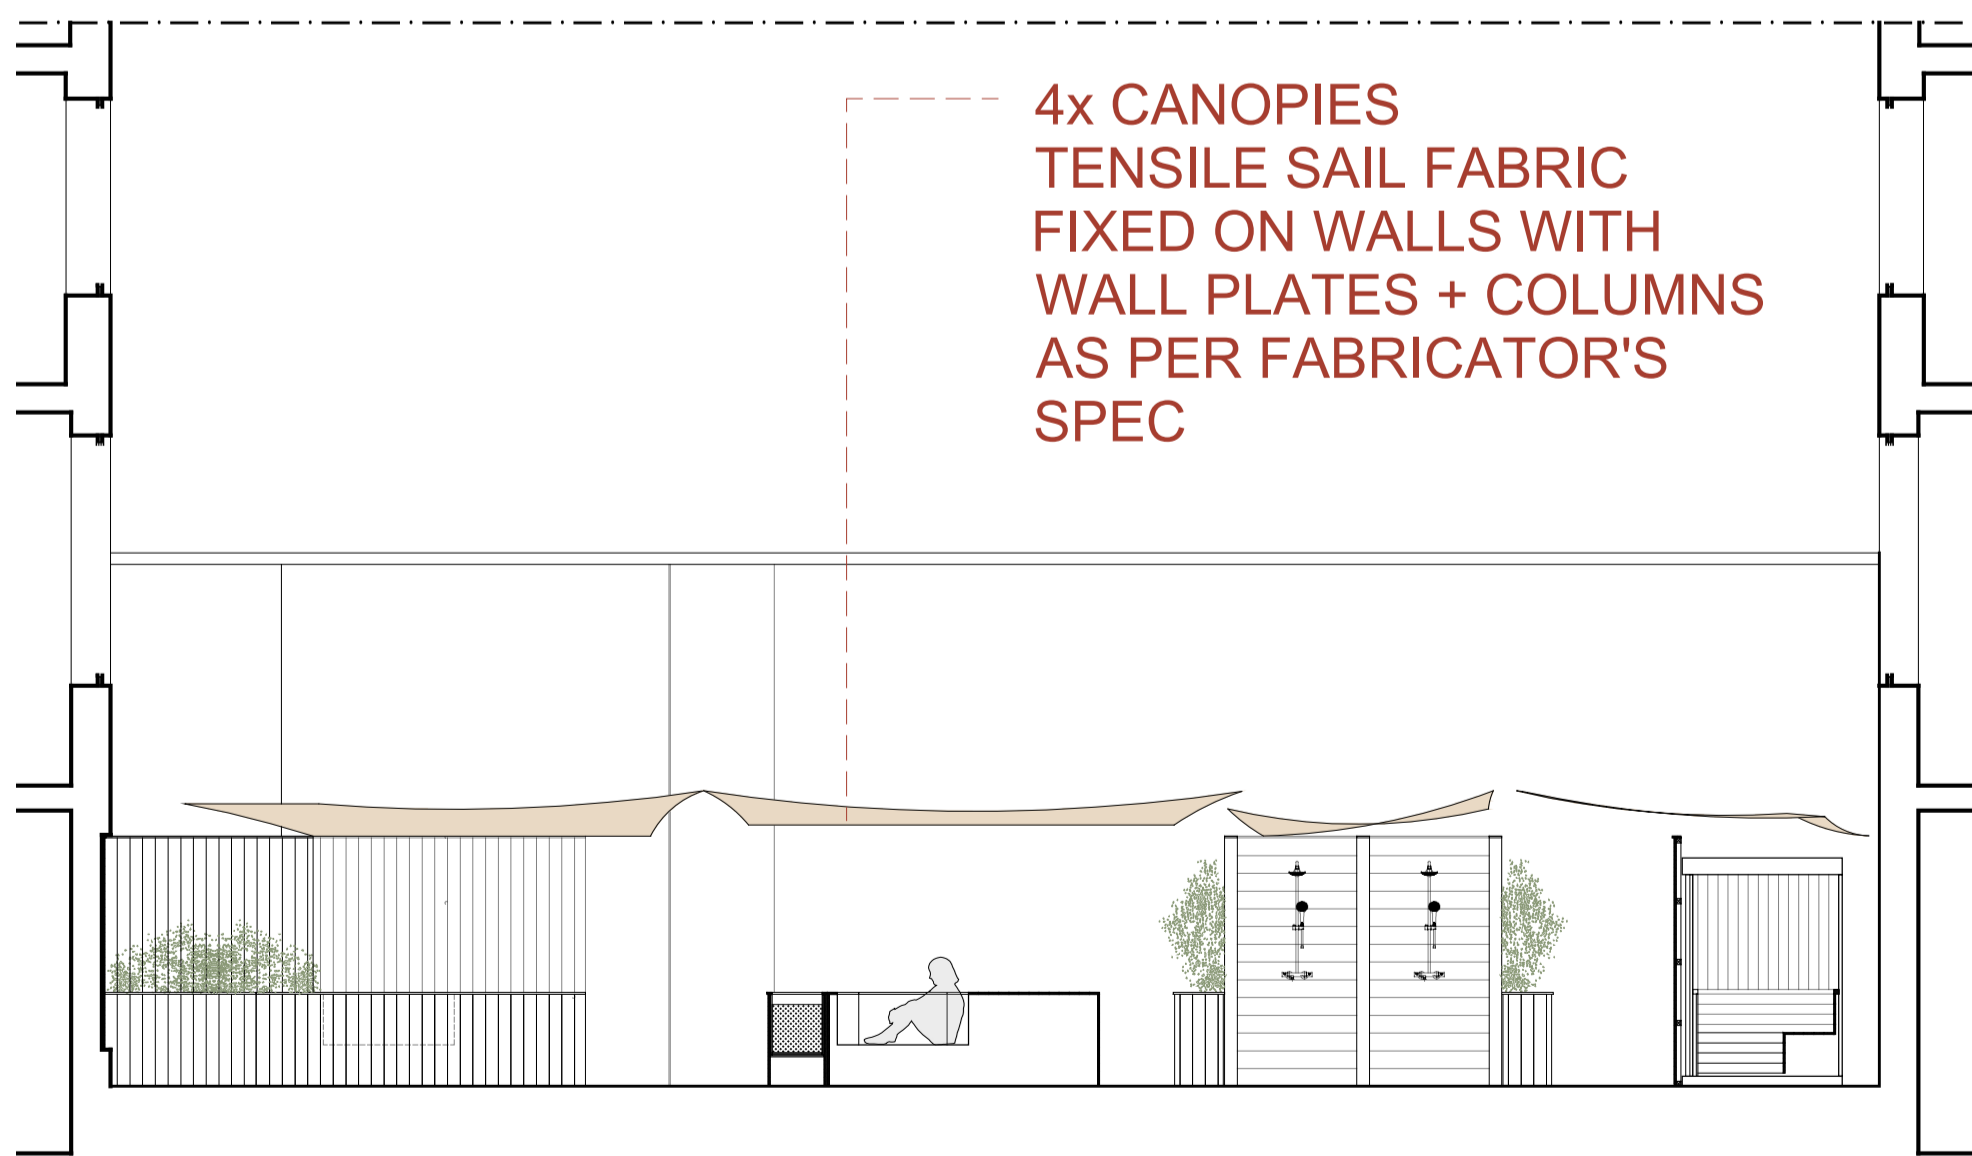 4x CANOPIES
TENSILE SAIL FABRIC
FIXED ON WALLS WITH
WALL PLATES + COLUMNS
AS PER FABRICATOR'S
SPEC